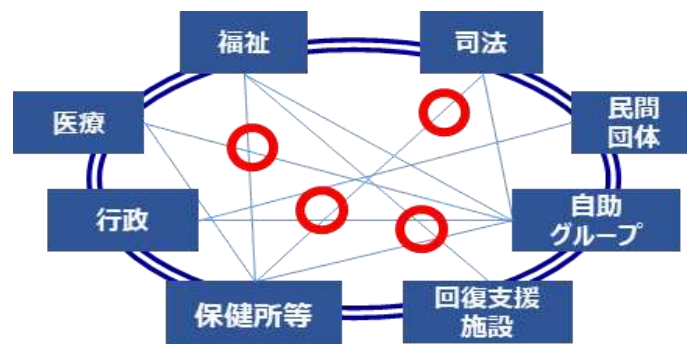 福祉
司法
医療
民間
団体
行政
自助
グループ
保健所等
回復支援
施設